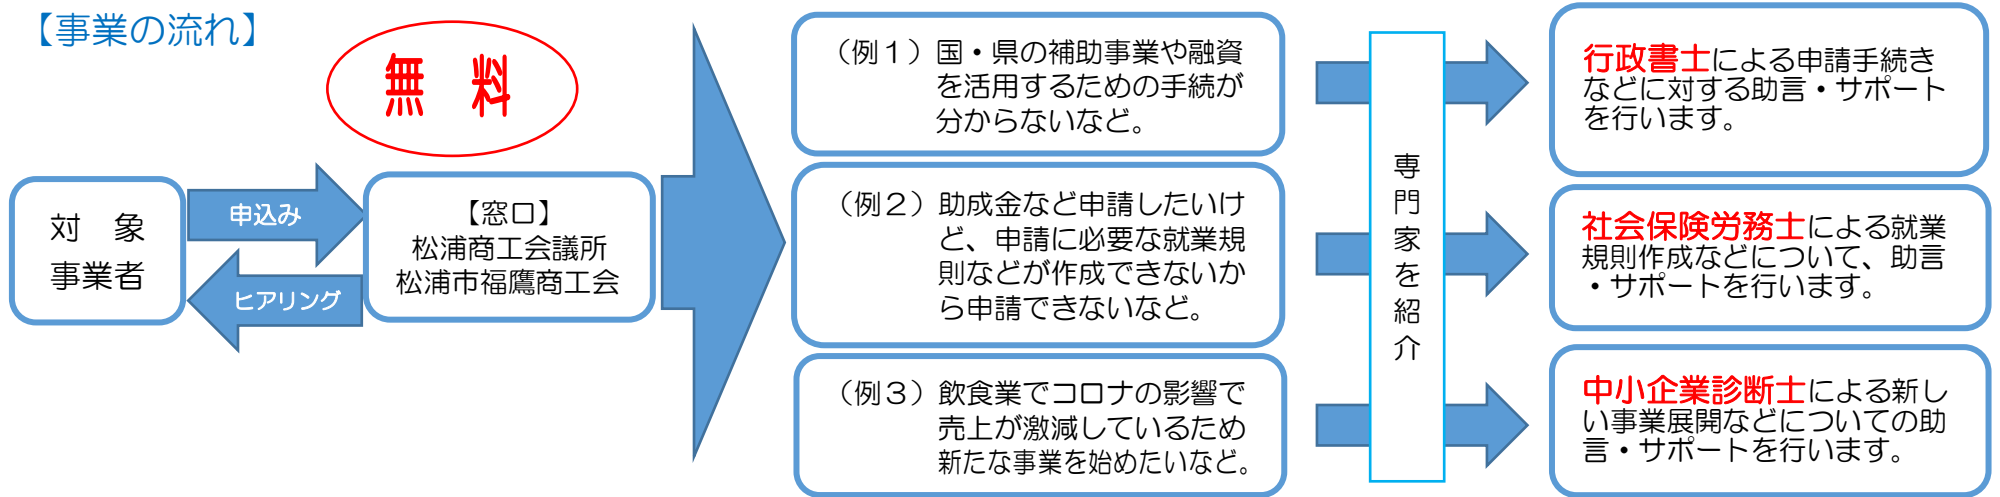 【事業の流れ】
無　料
対　象
事業者
申込み
ヒアリング
【窓口】
松浦商工会議所
松浦市福鷹商工会
（例１）国・県の補助事業や融資
を活用するための手続が
分からないなど。
（例２）助成金など申請したいけ
ど、申請に必要な就業規
則などが作成できないか
ら申請できないなど。
（例３）飲食業でコロナの影響で
売上が激減しているため
新たな事業を始めたいなど。
専門家を紹介
行政書士による申請手続き
などに対する助言・サポート
を行います。
社会保険労務士による就業
規則作成などについて、助言
・サポートを行います。
中小企業診断士による新し
い事業展開などについての助
言・サポートを行います。